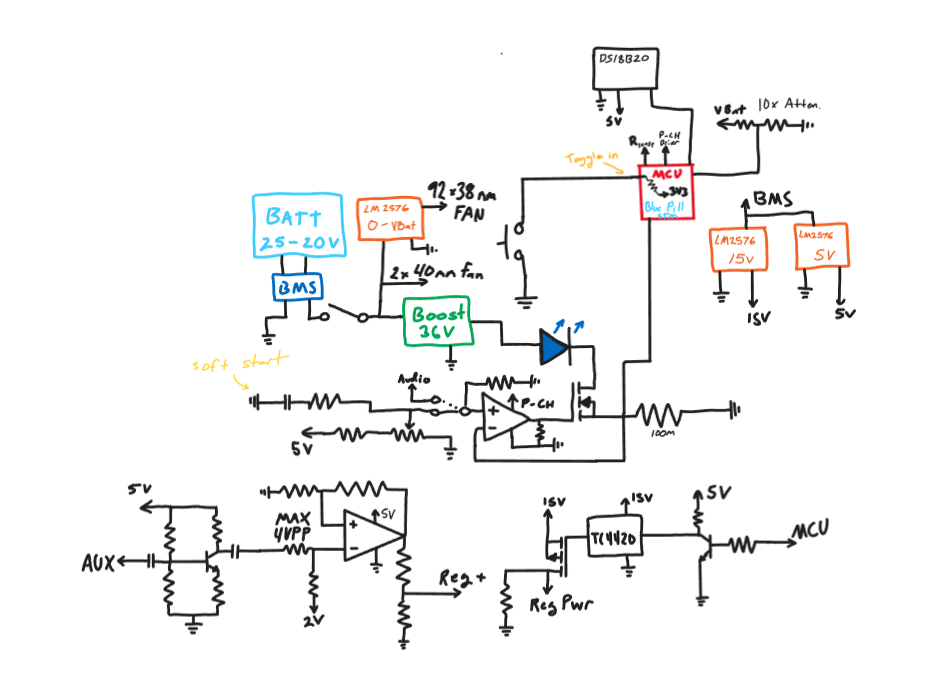 DS18B20
5V
VBat 10x Atten.
Rsense
P-CH
Driver
Toggle in
MCU
3V3
Blue Pill
BMS
92x38mm
FAN
BATT
25-20V
LM2576
0-VBat
LM2576
15V
LM2576
5V
BMS
2x 40mm fan
15V
5V
Boost
36V
soft start
Audio
P-CH
+
-
100m
5V
5V
MAX
4VPP
5V
+
-
AUX
Reg +
2V
15V
15V
TC4420
5V
MCU
Reg Pwr